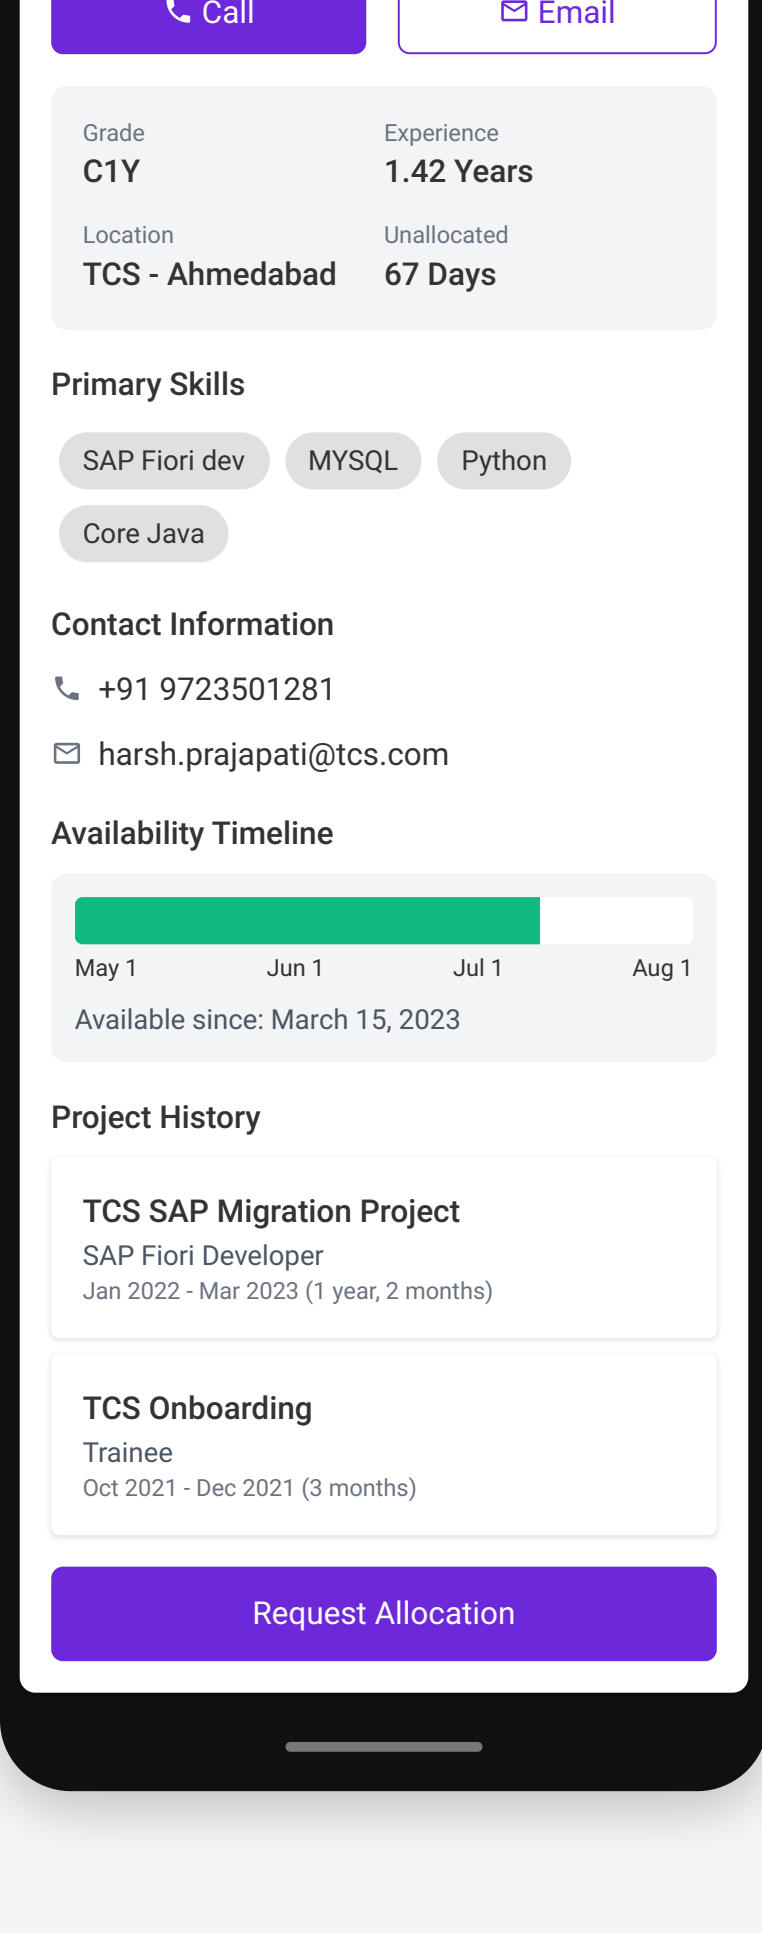 Call
Email
Grade
C1Y
Experience
1.42 Years
Location
TCS - Ahmedabad
Unallocated
67 Days
Primary Skills
SAP Fiori dev
MYSQL
Python
Core Java
Contact Information
+91 9723501281
harsh.prajapati@tcs.com
Availability Timeline
May 1
Jun 1
Jul 1
Aug 1
Available since: March 15, 2023
Project History
TCS SAP Migration Project
SAP Fiori Developer
Jan 2022 - Mar 2023 (1 year, 2 months)
TCS Onboarding
Trainee
Oct 2021 - Dec 2021 (3 months)
Request Allocation